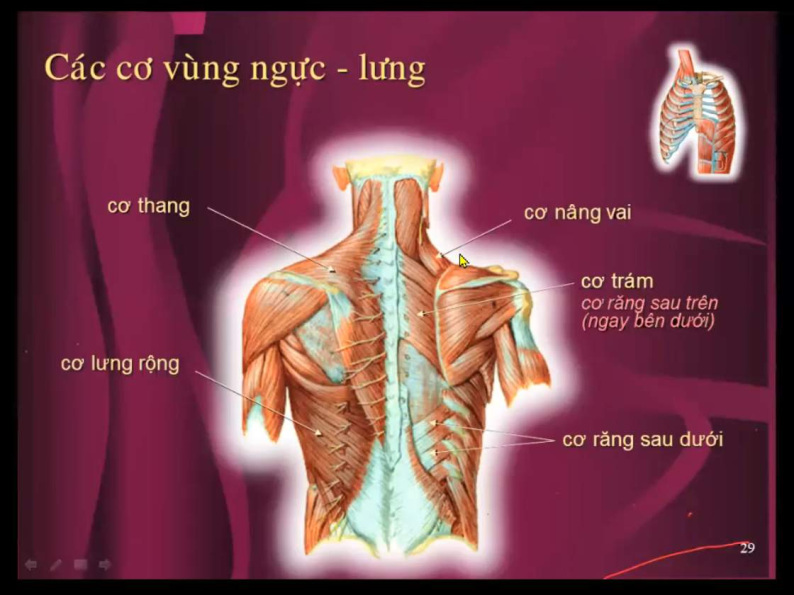 Các cơ vùng ngực - lưng
cơ thang
cơ nâng vai
cơ trám
cơ răng sau trên
(ngay bên dưới)
cơ lưng rộng
cơ răng sau dưới
29